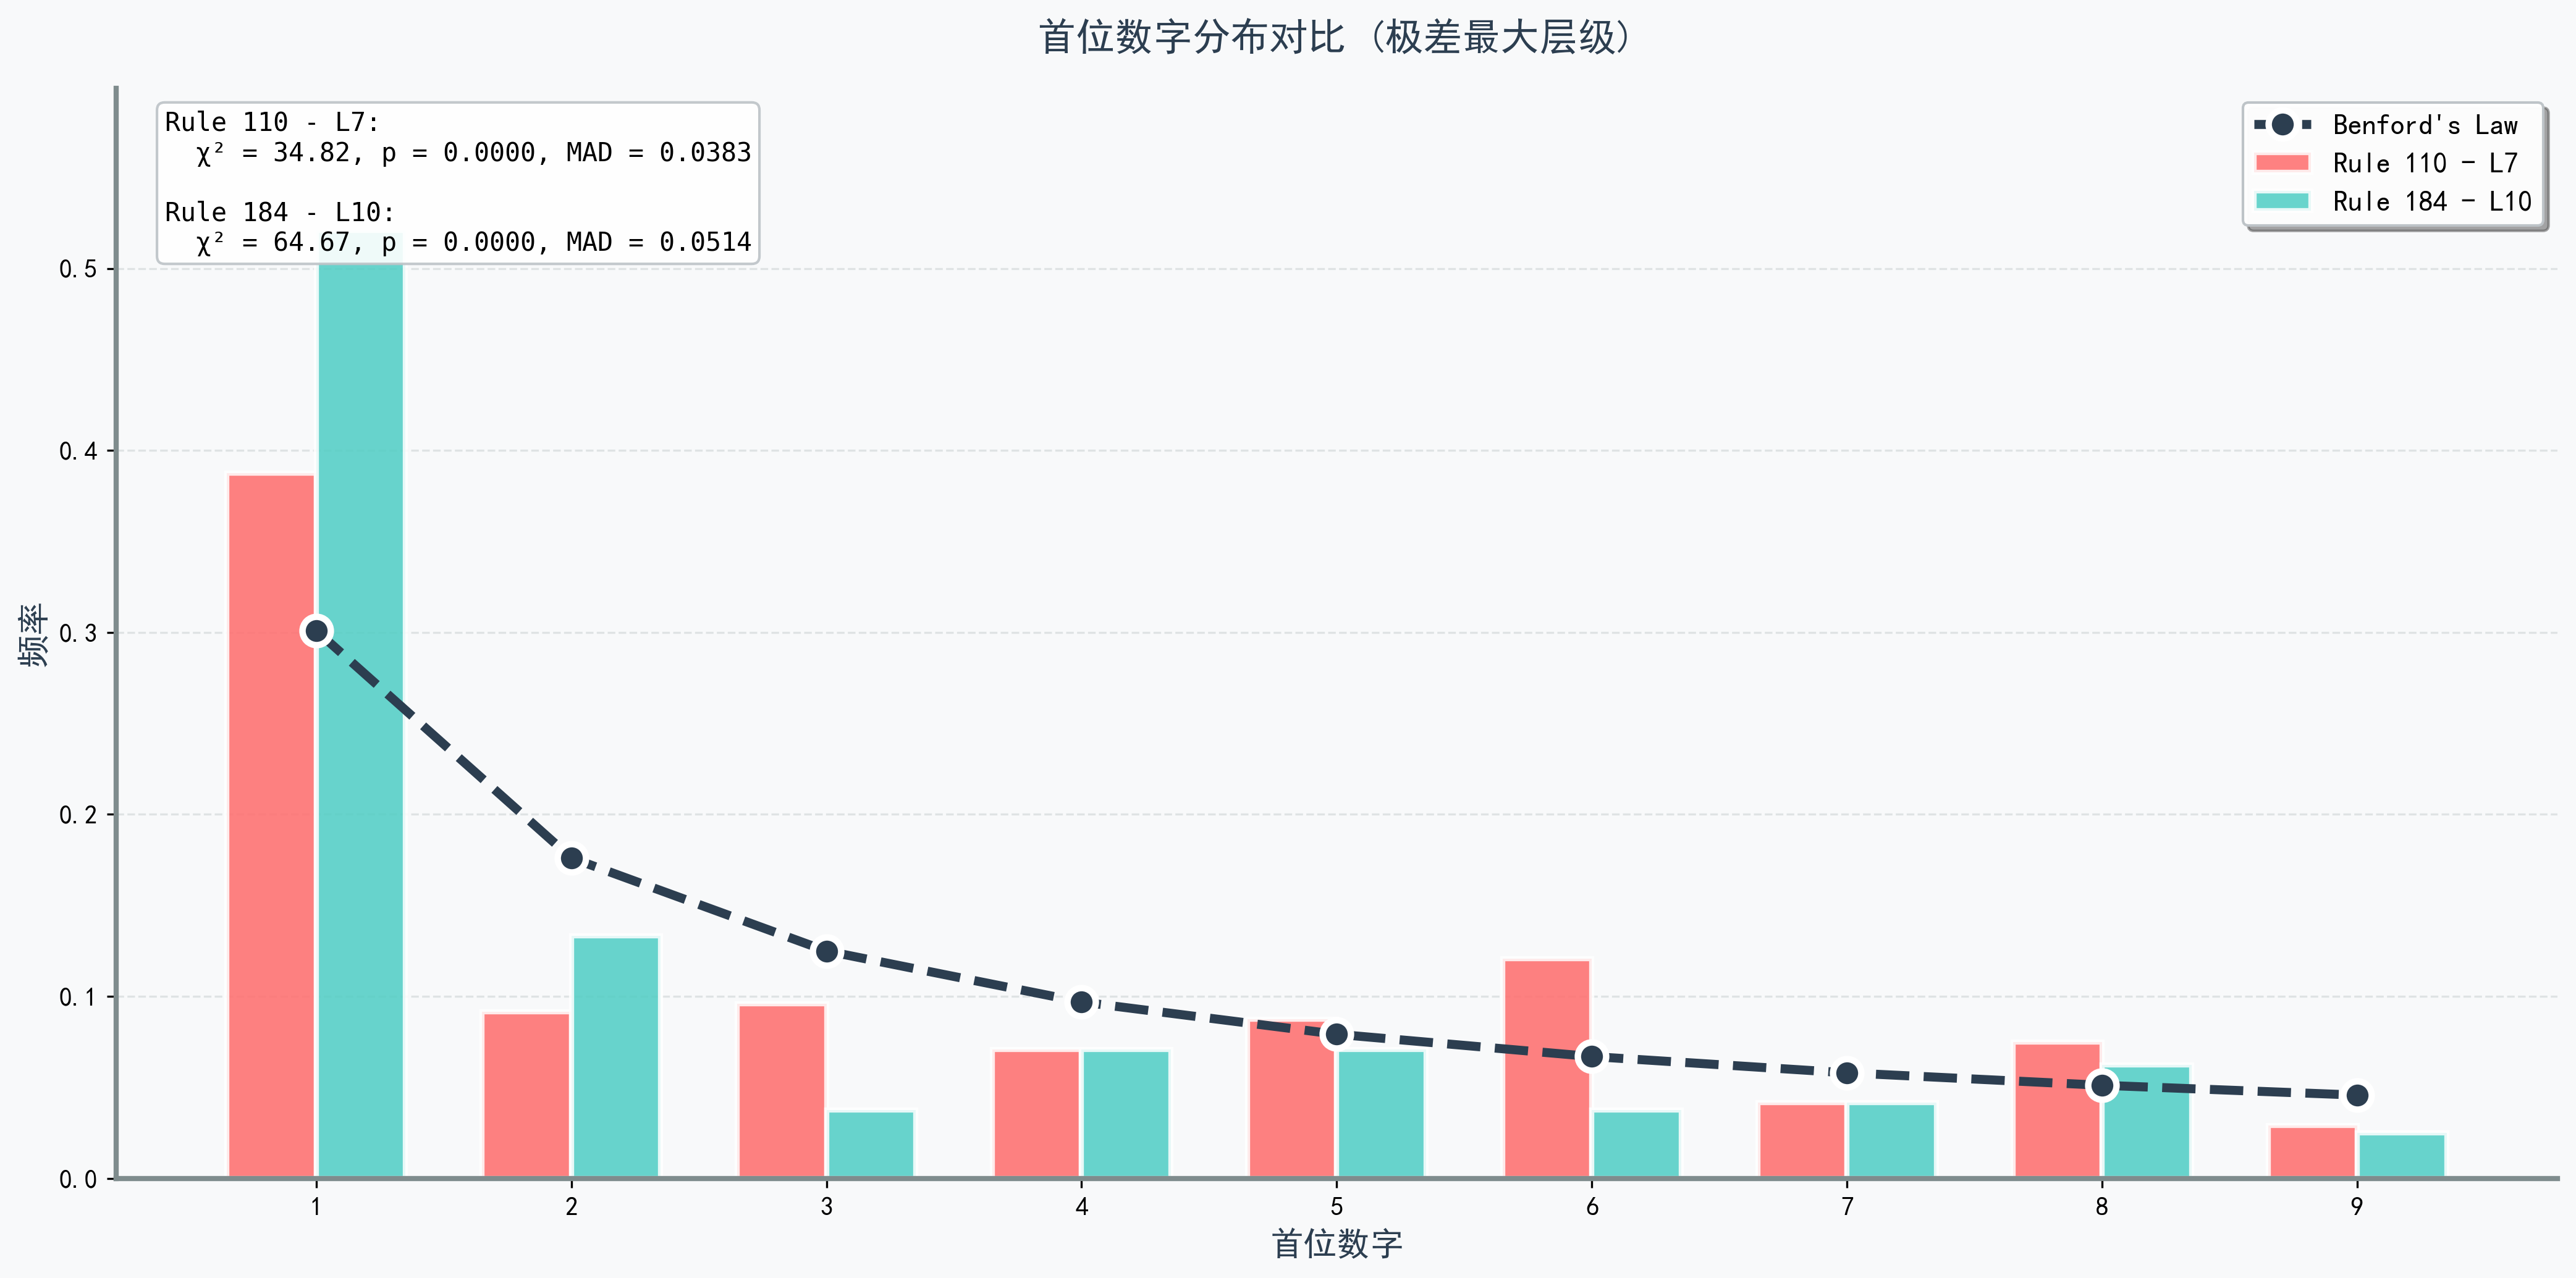 首位数字分布对比 (极差最大层级)
Rule 110 - L7:
χ² = 34.82, p = 0.0000, MAD = 0.0383
Rule 184 - L10:
χ² = 64.67, p = 0.0000, MAD = 0.0514
Benford's Law
Rule 110 - L7
Rule 184 - L10
频率
0.5
0.4
0.3
0.2
0.1
0.0
1 2 3 4 5 6 7 8 9
首位数字